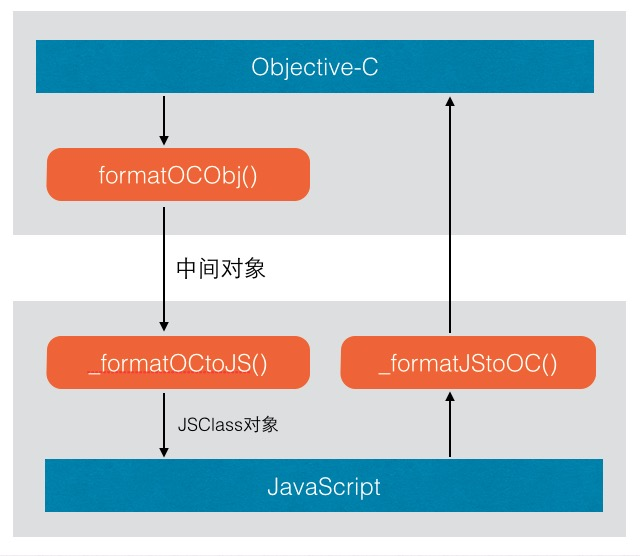 Objective-C
formatOCObj()
中间对象
_formatOCtoJS()
_formatJStoOC()
JSClass对象
JavaScript